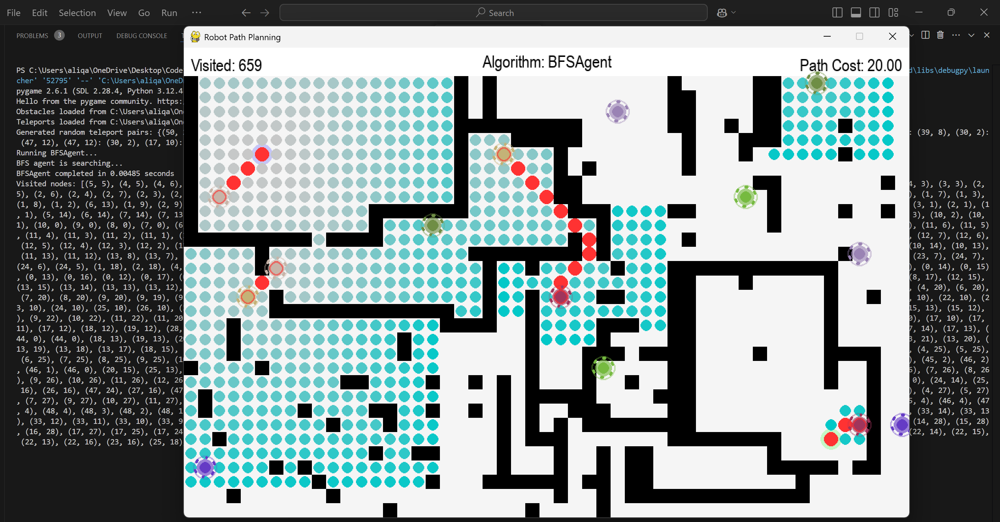 File Edit Selection View Go Run ··· Search
PROBLEMS 3 OUTPUT DEBUG CONSOLE
Robot Path Planning
Visited: 659 Algorithm: BFSAgent Path Cost: 20.00
PS C:\Users\aliqa\OneDrive\Desktop\Code d\libs\debugpy\laun
cher' '52795' '--' 'C:\Users\aliqa\OneD
pygame 2.6.1 (SDL 2.28.4, Python 3.12.4
Hello from the pygame community. https:
Obstacles loaded from C:\Users\aliqa\On
Teleports loaded from C:\Users\aliqa\On
Generated random teleport pairs: {(50, : (39, 8), (30, 2):
(47, 12), (47, 12): (30, 2), (17, 10):
Running BFSAgent...
BFS agent is searching...
BFSAgent completed in 0.00485 seconds
Visited nodes: [(5, 5), (4, 5), (4, 6), 4, 3), (3, 3), (2,
5), (2, 6), (2, 4), (2, 7), (2, 3), (2, ), (1, 7), (1, 3),
(1, 8), (1, 2), (6, 13), (1, 9), (2, 9) (3, 1), (2, 1), (1
, 1), (5, 14), (6, 14), (7, 14), (7, 13 3), (10, 2), (10,
1), (10, 0), (9, 0), (8, 0), (7, 0), (6 ), (11, 6), (11, 5)
, (11, 4), (11, 3), (11, 2), (11, 1), ( , (12, 7), (12, 6),
(12, 5), (12, 4), (12, 3), (12, 2), (1 (10, 14), (10, 13),
(11, 13), (11, 12), (13, 8), (13, 7), (23, 7), (24, 7),
(24, 6), (24, 5), (1, 18), (2, 18), (4, ), (0, 14), (0, 15)
, (0, 13), (0, 16), (0, 12), (0, 17), ( (8, 17), (12, 15),
(13, 15), (13, 14), (13, 13), (13, 12), , (4, 20), (6, 20),
(7, 20), (8, 20), (9, 20), (9, 19), (9 , 10), (22, 10), (2
3, 10), (24, 10), (25, 10), (26, 10), ( 15, 13), (15, 12),
), (9, 22), (10, 22), (11, 22), (11, 20 0), (17, 10), (17,
11), (17, 12), (18, 12), (19, 12), (28, 7, 14), (17, 13), (
44, 0), (44, 0), (18, 13), (19, 13), (2 3, 21), (13, 20), (
13, 19), (13, 18), (13, 17), (18, 15), , (4, 25), (5, 25),
(6, 25), (7, 25), (8, 25), (9, 25), (1 ), (45, 2), (46, 2)
, (46, 1), (46, 0), (20, 15), (25, 13), 6), (7, 26), (8, 26
), (9, 26), (10, 26), (11, 26), (12, 26 0), (24, 14), (25,
16), (26, 16), (47, 24), (27, 16), (47 ), (4, 27), (5, 27)
, (7, 27), (9, 27), (10, 27), (11, 27), 5, 4), (46, 4), (47
, 4), (48, 4), (48, 3), (48, 2), (48, 1 , (33, 14), (33, 13
), (33, 12), (33, 11), (33, 10), (33, 9 (14, 28), (15, 28)
, (16, 28), (17, 27), (17, 25), (17, 24 (22, 14), (22, 15),
(22, 13), (22, 16), (23, 16), (25, 18)